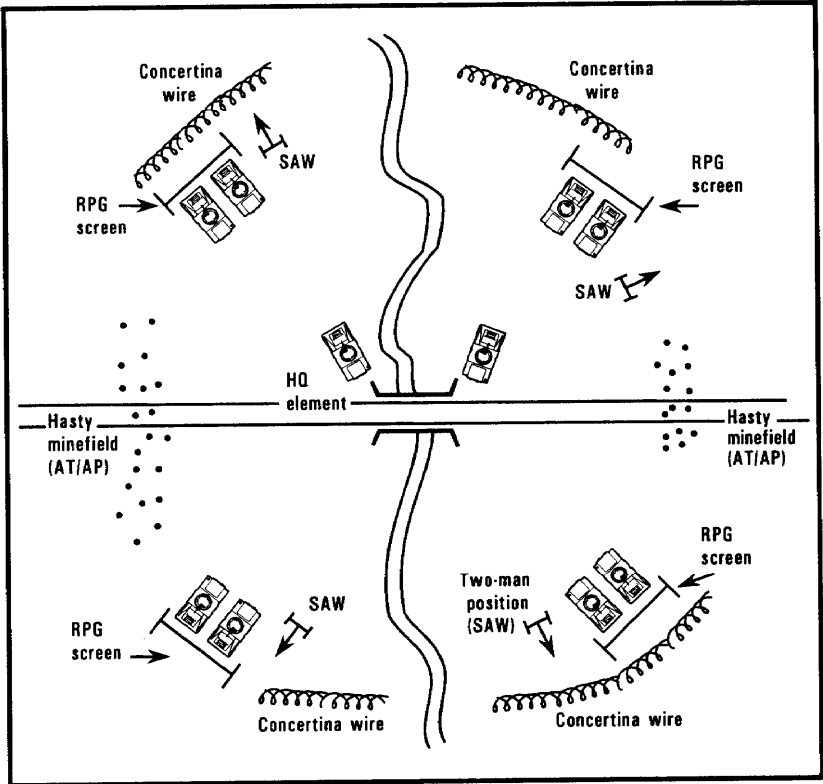 Concertina
wire
Concertina
wire
SAW
RPG
screen
RPG
screen
SAW
HQ
element
Hasty
minefield
(AT/AP)
Hasty
minefield
(AT/AP)
RPG
screen
Two-man
position
(SAW)
SAW
RPG
screen
Concertina wire
Concertina wire